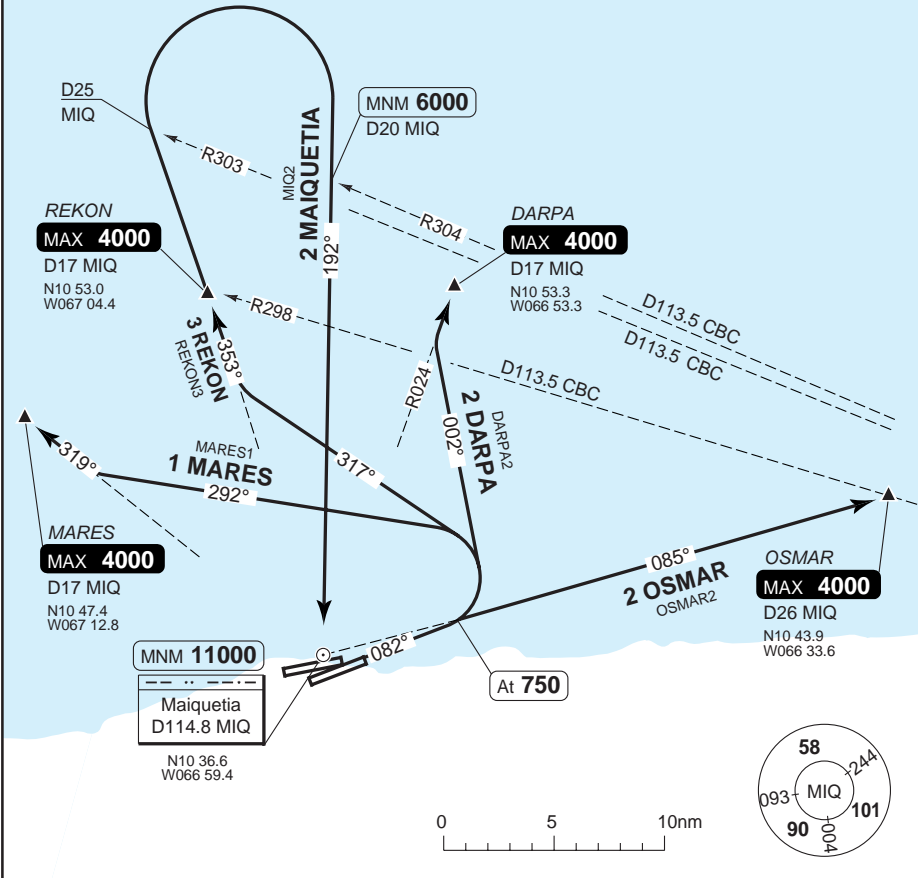 D25
MIQ
MNM 6000
D20 MIQ
R303
MIQ2
2 MAIQUETIA
R304
REKON
MAX 4000
D17 MIQ
N10 53.0
W067 04.4
DARPA
MAX 4000
D17 MIQ
N10 53.3
W066 53.3
192°
R298
D113.5 CBC
D113.5 CBC
D113.5 CBC
3 REKON
REKON3
353°
R024
2 DARPA
DARPA2
002°
MARES1
1 MARES
292°
317°
319°
MARES
MAX 4000
D17 MIQ
N10 47.4
W067 12.8
085°
2 OSMAR
OSMAR2
OSMAR
MAX 4000
D26 MIQ
N10 43.9
W066 33.6
082°
At 750
MNM 11000
Maiquetia
D114.8 MIQ
N10 36.6
W066 59.4
0 5 10nm
58
244
093
MIQ
101
90
004